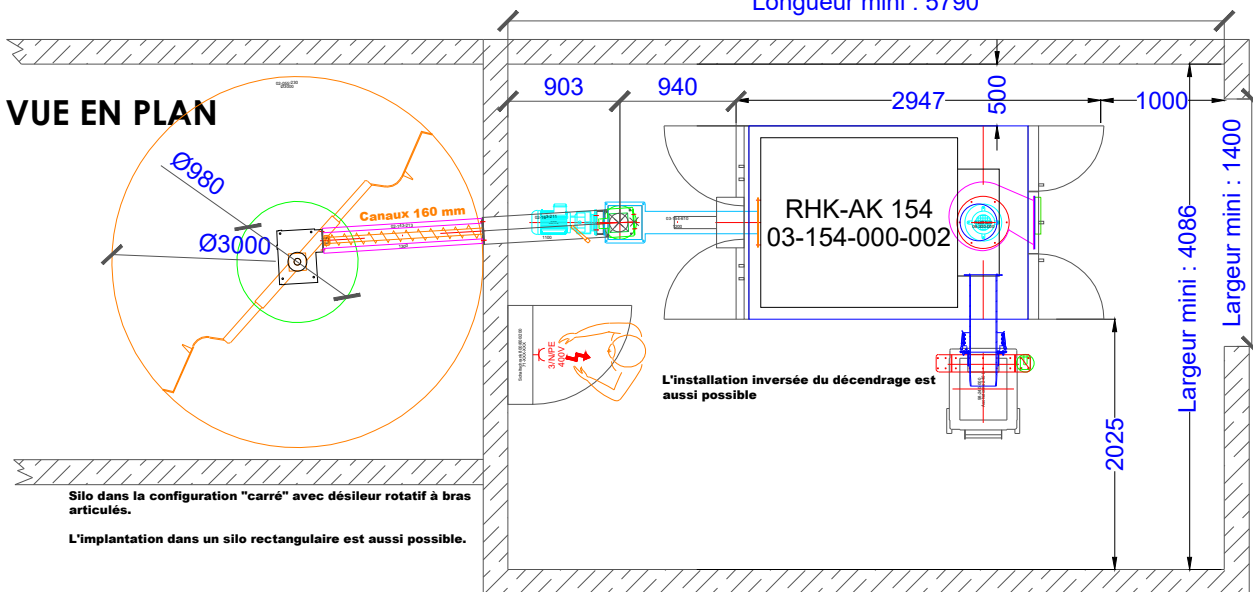 Longueur mini : 5790
VUE EN PLAN
903
940
2947
500
1000
Largeur mini : 1400
Largeur mini : 4086
Ø980
Ø3000
Canaux 160 mm
RHK-AK 154
03-154-000-002
3/N/PE
400V
L'installation inversée du décendrage est
aussi possible
2025
Silo dans la configuration "carré" avec désileur rotatif à bras
articulés.
L'implantation dans un silo rectangulaire est aussi possible.